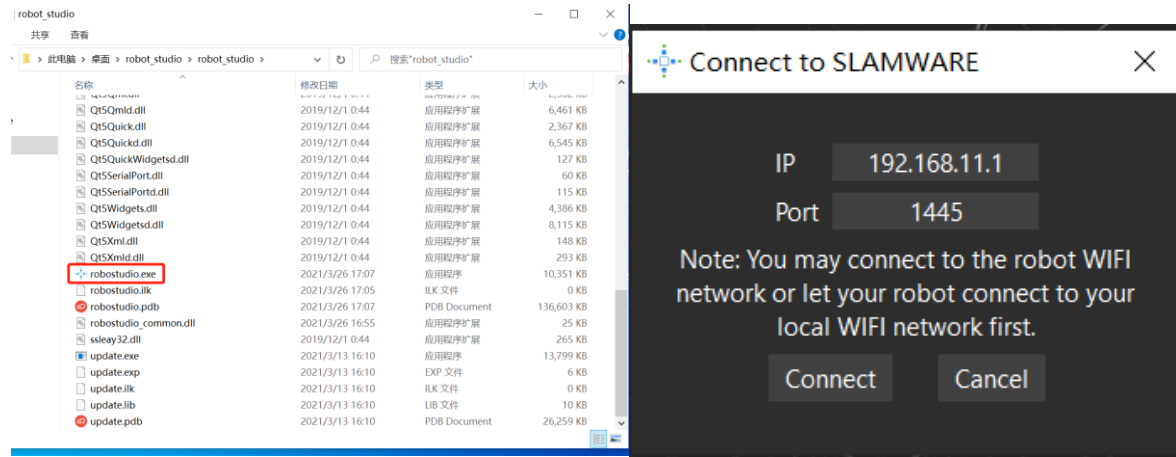 robot_studio
共享 查看
此电脑 > 桌面 > robot_studio > robot_studio >
搜索"robot_studio"
名称 修改日期 类型 大小
Qt5Qmld.dll 2019/12/1 0:44 应用程序扩展 6,461 KB
Qt5Quick.dll 2019/12/1 0:44 应用程序扩展 2,367 KB
Qt5Quickd.dll 2019/12/1 0:44 应用程序扩展 6,545 KB
Qt5QuickWidgetsd.dll 2019/12/1 0:44 应用程序扩展 127 KB
Qt5SerialPort.dll 2019/12/1 0:44 应用程序扩展 60 KB
Qt5SerialPortd.dll 2019/12/1 0:44 应用程序扩展 115 KB
Qt5Widgets.dll 2019/12/1 0:44 应用程序扩展 4,386 KB
Qt5Widgetsd.dll 2019/12/1 0:44 应用程序扩展 8,115 KB
Qt5Xml.dll 2019/12/1 0:44 应用程序扩展 148 KB
Qt5Xmld.dll 2019/12/1 0:44 应用程序扩展 293 KB
robostudio.exe 2021/3/26 17:07 应用程序 10,351 KB
robostudio.ilk 2021/3/26 17:05 ILK 文件 0 KB
robostudio.pdb 2021/3/26 17:07 PDB Document 136,603 KB
robostudio_common.dll 2021/3/26 16:55 应用程序扩展 25 KB
ssleay32.dll 2019/12/1 0:44 应用程序扩展 265 KB
update.exe 2021/3/13 16:10 应用程序 13,799 KB
update.exp 2021/3/13 16:10 EXP 文件 6 KB
update.ilk 2021/3/13 16:10 ILK 文件 0 KB
update.lib 2021/3/13 16:10 LIB 文件 10 KB
update.pdb 2021/3/13 16:10 PDB Document 26,259 KB
Connect to SLAMWARE
IP 192.168.11.1
Port 1445
Note: You may connect to the robot WIFI
network or let your robot connect to your
local WIFI network first.
Connect Cancel